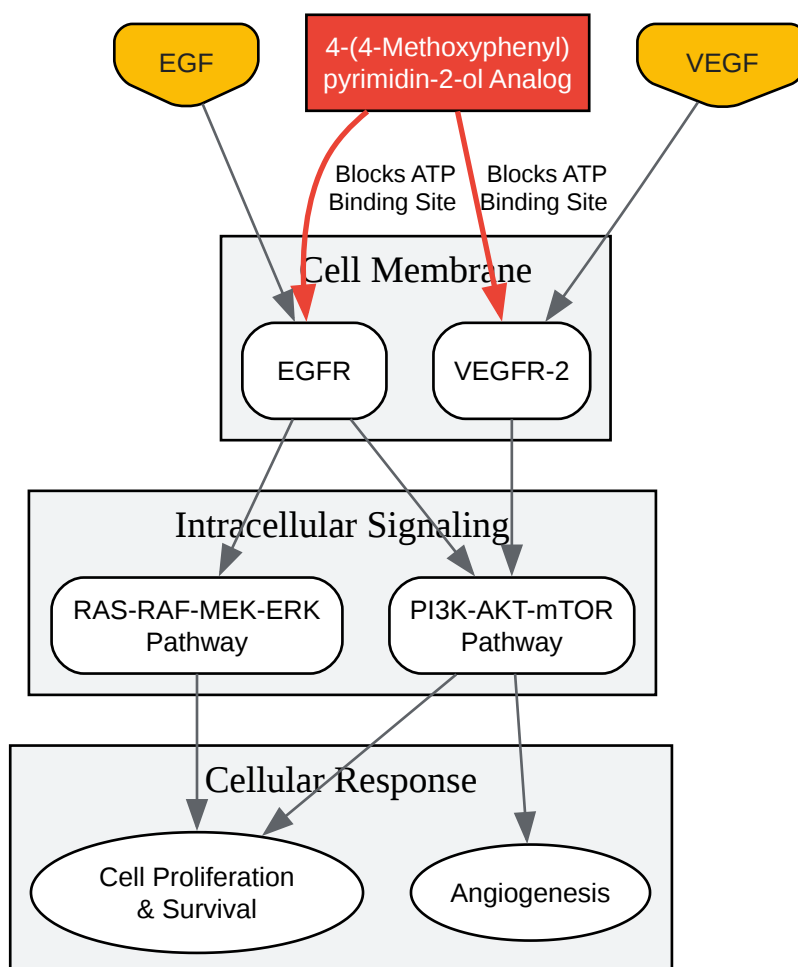 EGF
4-(4-Methoxyphenyl)
pyrimidin-2-ol Analog
VEGF
Blocks ATP
Binding Site
Blocks ATP
Binding Site
Cell Membrane
EGFR
VEGFR-2
Intracellular Signaling
RAS-RAF-MEK-ERK
Pathway
PI3K-AKT-mTOR
Pathway
Cellular Response
Cell Proliferation
& Survival
Angiogenesis